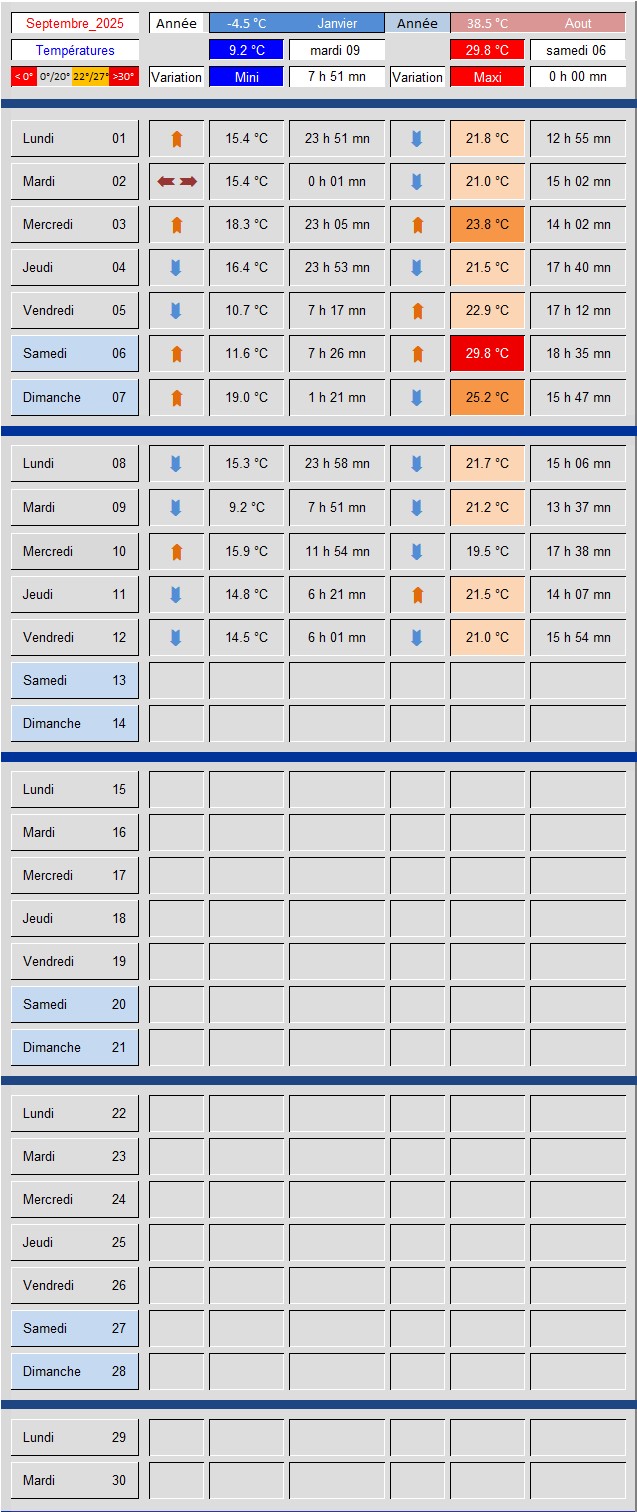 Septembre_2025 Année -4.5 °C Janvier Année 38.5 °C Aout
Températures 9.2 °C mardi 09 29.8 °C samedi 06
< 0° 0°/20° 22°/27° >30° Variation Mini 7 h 51 mn Variation Maxi 0 h 00 mn
Lundi 01 15.4 °C 23 h 51 mn 21.8 °C 12 h 55 mn
Mardi 02 15.4 °C 0 h 01 mn 21.0 °C 15 h 02 mn
Mercredi 03 18.3 °C 23 h 05 mn 23.8 °C 14 h 02 mn
Jeudi 04 16.4 °C 23 h 53 mn 21.5 °C 17 h 40 mn
Vendredi 05 10.7 °C 7 h 17 mn 22.9 °C 17 h 12 mn
Samedi 06 11.6 °C 7 h 26 mn 29.8 °C 18 h 35 mn
Dimanche 07 19.0 °C 1 h 21 mn 25.2 °C 15 h 47 mn
Lundi 08 15.3 °C 23 h 58 mn 21.7 °C 15 h 06 mn
Mardi 09 9.2 °C 7 h 51 mn 21.2 °C 13 h 37 mn
Mercredi 10 15.9 °C 11 h 54 mn 19.5 °C 17 h 38 mn
Jeudi 11 14.8 °C 6 h 21 mn 21.5 °C 14 h 07 mn
Vendredi 12 14.5 °C 6 h 01 mn 21.0 °C 15 h 54 mn
Samedi 13
Dimanche 14
Lundi 15
Mardi 16
Mercredi 17
Jeudi 18
Vendredi 19
Samedi 20
Dimanche 21
Lundi 22
Mardi 23
Mercredi 24
Jeudi 25
Vendredi 26
Samedi 27
Dimanche 28
Lundi 29
Mardi 30